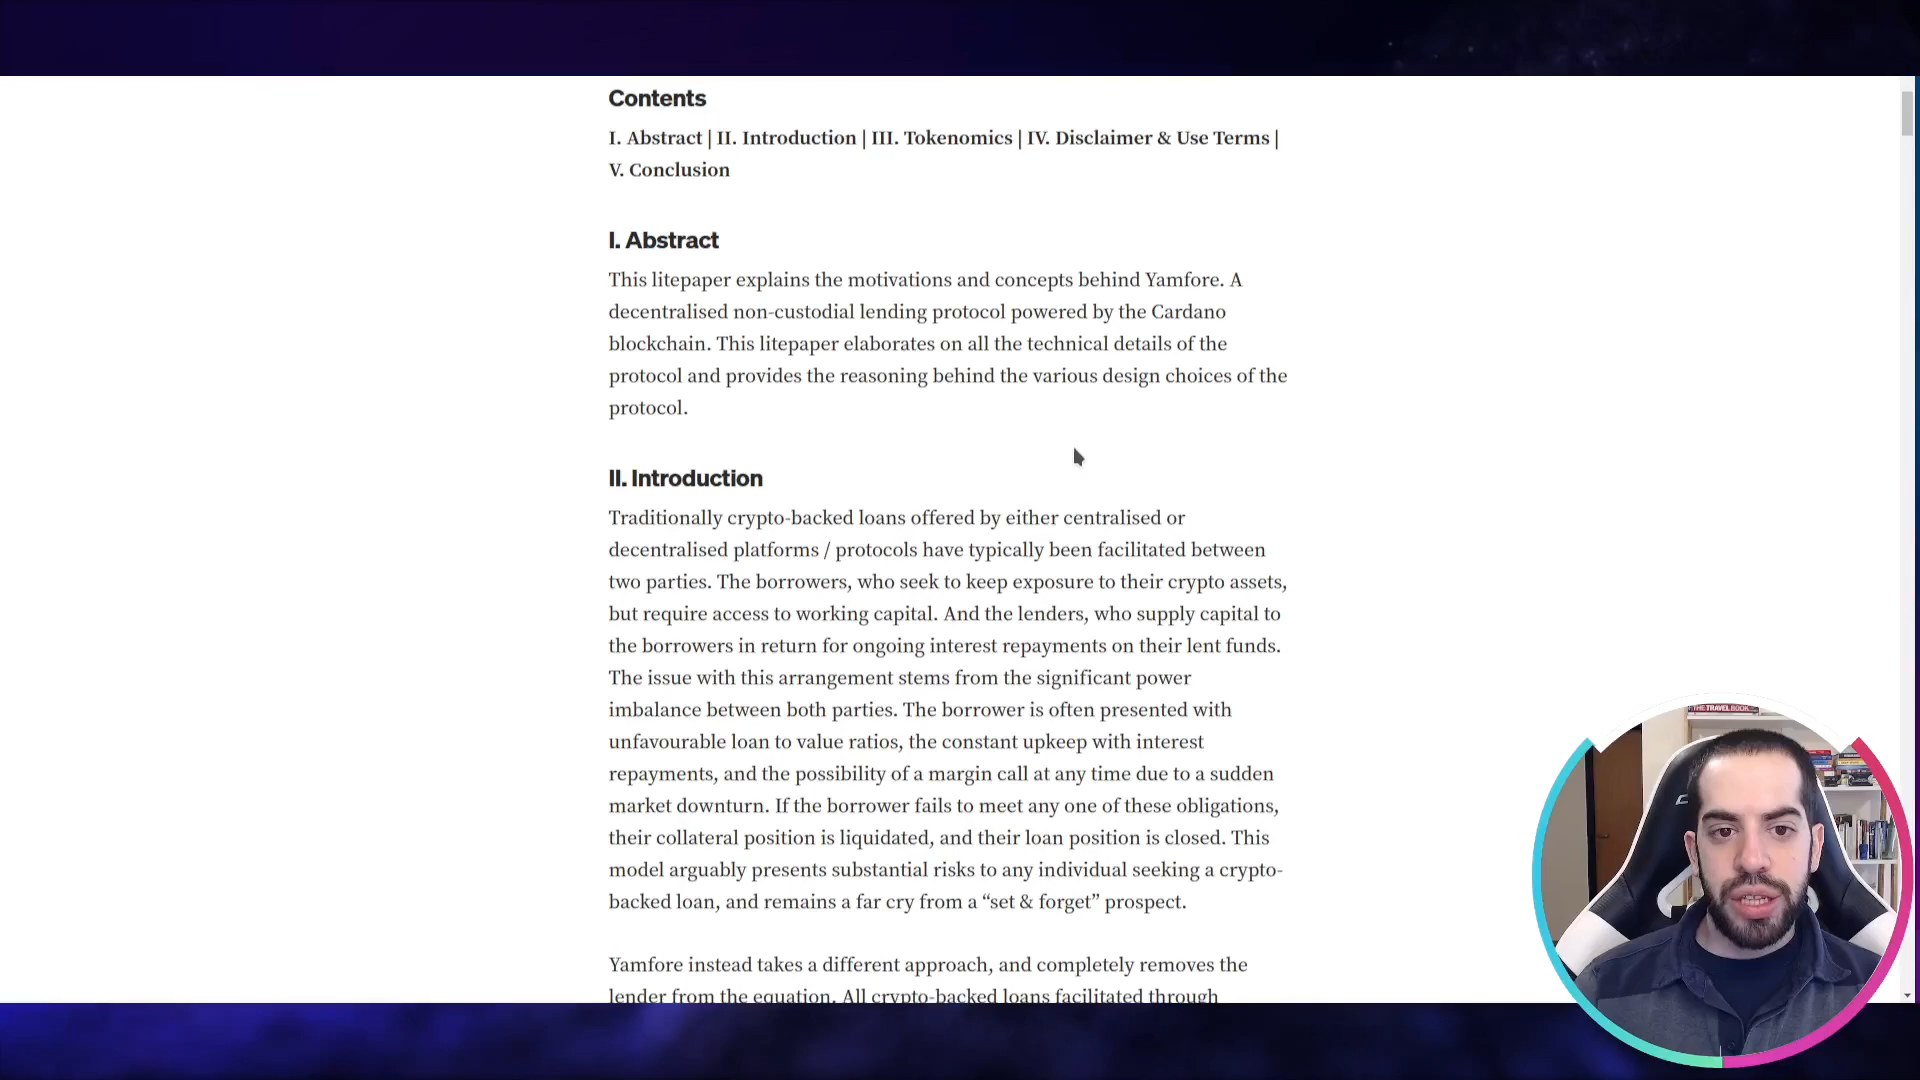 Contents
I. Abstract | II. Introduction | III. Tokenomics | IV. Disclaimer & Use Terms |
V. Conclusion
I. Abstract
This litepaper explains the motivations and concepts behind Yamfore. A
decentralised non-custodial lending protocol powered by the Cardano
blockchain. This litepaper elaborates on all the technical details of the
protocol and provides the reasoning behind the various design choices of the
protocol.
II. Introduction
Traditionally crypto-backed loans offered by either centralised or
decentralised platforms / protocols have typically been facilitated between
two parties. The borrowers, who seek to keep exposure to their crypto assets,
but require access to working capital. And the lenders, who supply capital to
the borrowers in return for ongoing interest repayments on their lent funds.
The issue with this arrangement stems from the significant power
imbalance between both parties. The borrower is often presented with
unfavourable loan to value ratios, the constant upkeep with interest
repayments, and the possibility of a margin call at any time due to a sudden
market downturn. If the borrower fails to meet any one of these obligations,
their collateral position is liquidated, and their loan position is closed. This
model arguably presents substantial risks to any individual seeking a crypto-
backed loan, and remains a far cry from a “set & forget” prospect.
Yamfore instead takes a different approach, and completely removes the
lender from the equation. All crypto-backed loans facilitated through
THE TRAVEL BOOK